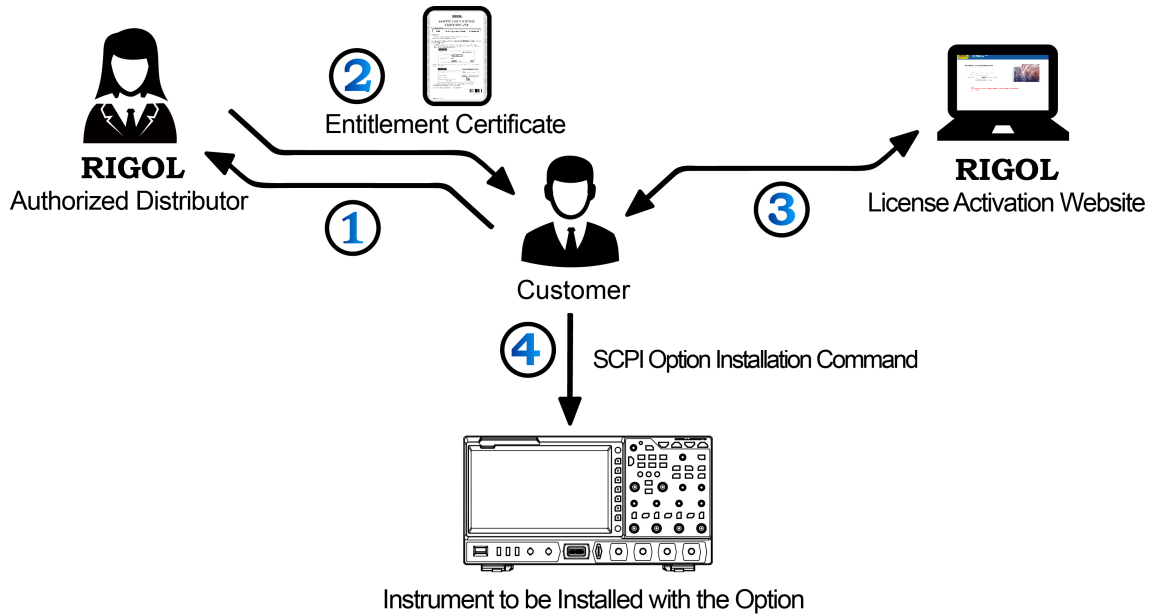 2
Entitlement Certificate
RIGOL
Authorized Distributor
1
3
RIGOL
License Activation Website
Customer
4
SCPI Option Installation Command
Instrument to be Installed with the Option